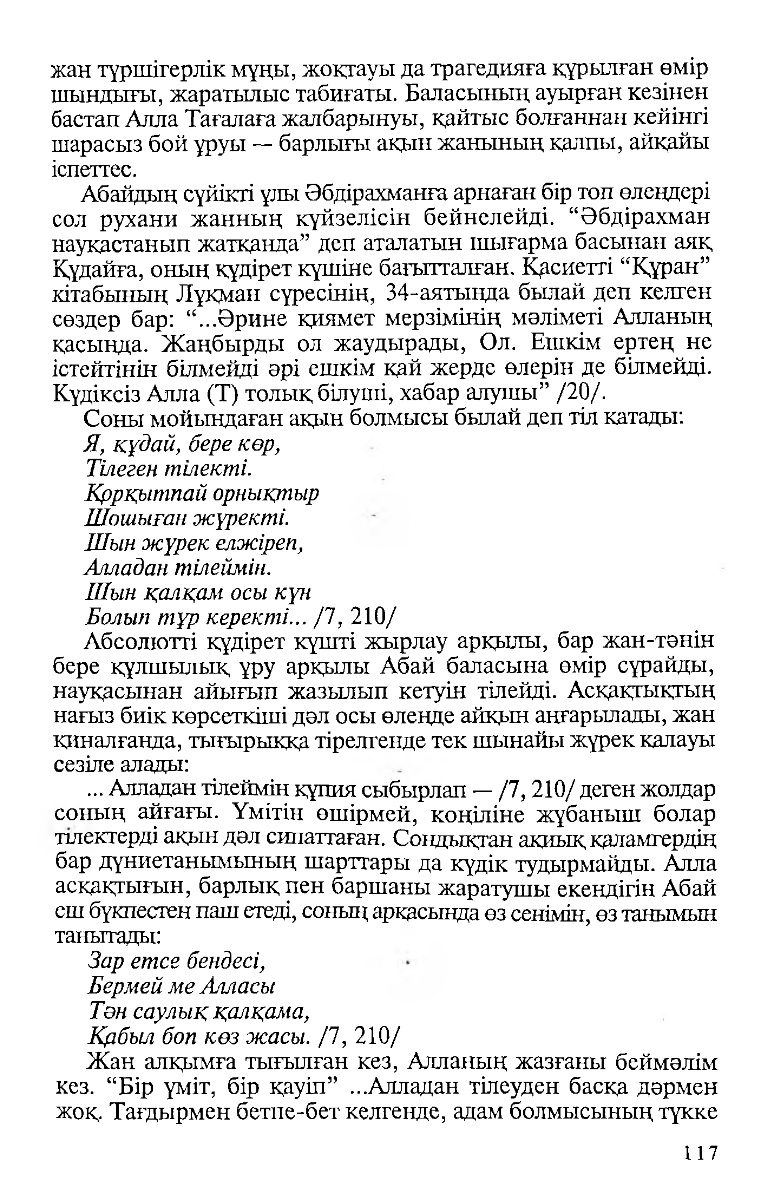 жан түршігерлік мұңы, жоқтауы да трагедияға құрылған өмір
шындығы, жаратылыс табиғаты. Баласының ауырған кезінен
бастап Алла Тағалаға жалбарынуы, қайтыс болғаннан кейінгі
шарасыз бой ұруы — барлығы ақын жанының қалпы, айқайы
іспеттес.
Абайдың сүйікті ұлы Әбдірахманға арнаған бір топ өлеңдері
сол рухани жанның күйзелісін бейнелейді. “Әбдірахман
науқастанып жатқанда” деп аталатын шығарма басынан аяқ
Құдайға, оның құдірет күшіне бағытталған. Қасиетті “Құран”
кітабының Лұқман сүресінің, 34-аятында былай деп келген
сөздер бар: “...Әрине қиямет мерзімінің мәліметі Алланың
қасында. Жаңбырды ол жаудырады, Ол. Ешкім ертең не
істейтінін білмейді әрі ешкім қай жерде өлерін де білмейді.
Күдіксіз Алла (Т) толық білуші, хабар алушы” /20/.
Соны мойындаған ақын болмысы былай деп тіл қатады:
Я, құдай, бере көр,
Тілеген тілекті.
Қорқытпай орнықтыр
Шошыған жүректі.
Шын жүрек елжіреп,
Алладан тілеймін.
Шын қалқам осы күн
Болып тұр керекті... /7, 210/
Абсолютті құдірет күшті жырлау арқылы, бар жан-тәнін
бере құлшылық ұру арқылы Абай баласына өмір сұрайды,
науқасынан айығып жазылып кетуін тілейді. Асқақтықтың
нағыз биік көрсеткіші дәл осы өлеңде айқын аңғарылады, жан
қиналғанда, тығырыққа тірелгенде тек шынайы жүрек қалауы
сезіле алады:
... Алладан тілеймін құпия сыбырлап — /7, 210/ деген жолдар
соның айғағы. Үмітін өшірмей, көңіліне жұбаныш болар
тілектерді ақын дәл сипаттаған. Сондықтан ақиық қаламгердің
бар дүниетанымының шарттары да күдік тудырмайды. Алла
асқақтығын, барлық пен баршаны жаратушы екендігін Абай
еш бүкпестен паш етеді, соның арқасында өз сенімін, өз танымын
танытады:
Зар етсе бендесі,
Бермей ме Алласы
Тән саулық қалқама,
Қабыл боп көз жасы. /7, 210/
Жан алқымға тығылған кез, Алланың жазғаны беймәлім
кез. “Бір үміт, бір қауіп” ...Алладан тілеуден басқа дәрмен
жоқ. Тағдырмен бетпе-бет келгенде, адам болмысының түкке
117